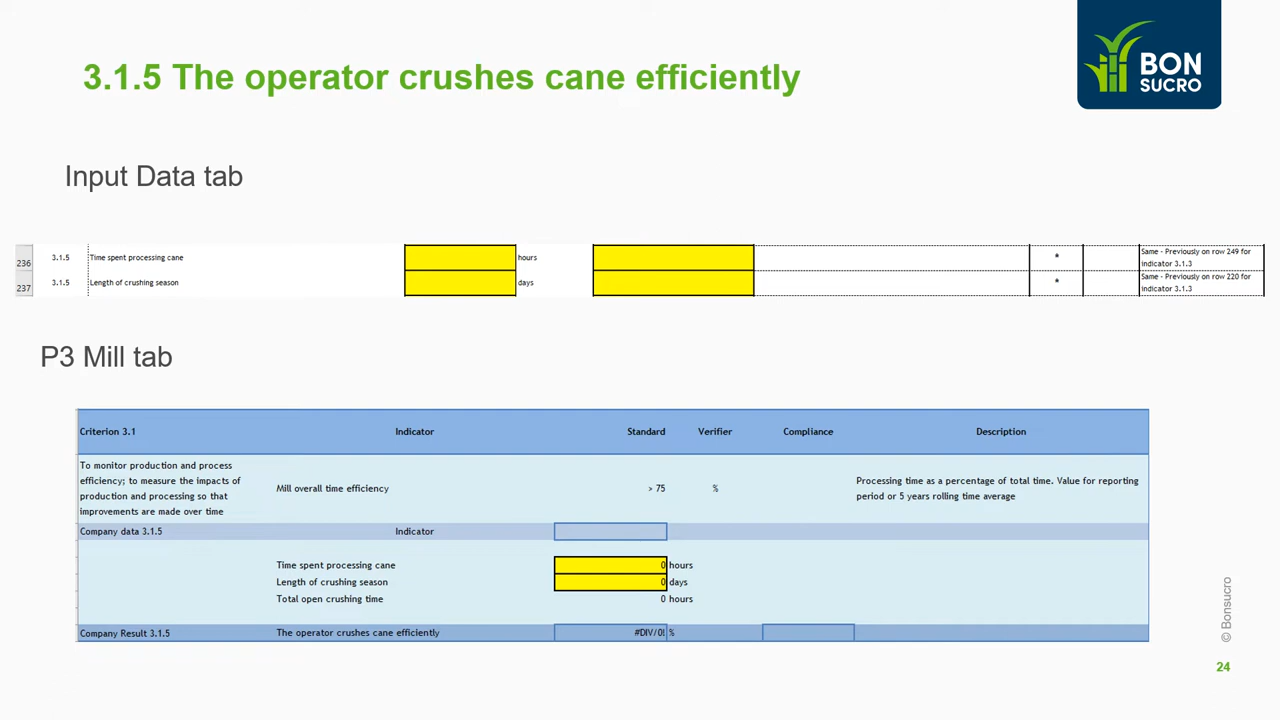 3.1.5 The operator crushes cane efficiently
BON
SUCRO
Input Data tab
236 3.1.5 Time spent processing cane hours * Same - Previously on row 249 for
indicator 3.1.3
237 3.1.5 Length of crushing season days * Same - Previously on row 220 for
indicator 3.1.3
P3 Mill tab
Criterion 3.1 Indicator Standard Verifier Compliance Description
To monitor production and process
efficiency; to measure the impacts of
production and processing so that
improvements are made over time
Mill overall time efficiency > 75 %
Processing time as a percentage of total time. Value for reporting
period or 5 years rolling time average
Company data 3.1.5 Indicator
Time spent processing cane 0 hours
Length of crushing season 0 days
Total open crushing time 0 hours
Company Result 3.1.5 The operator crushes cane efficiently #DIV/0! %
© Bonsucro
24